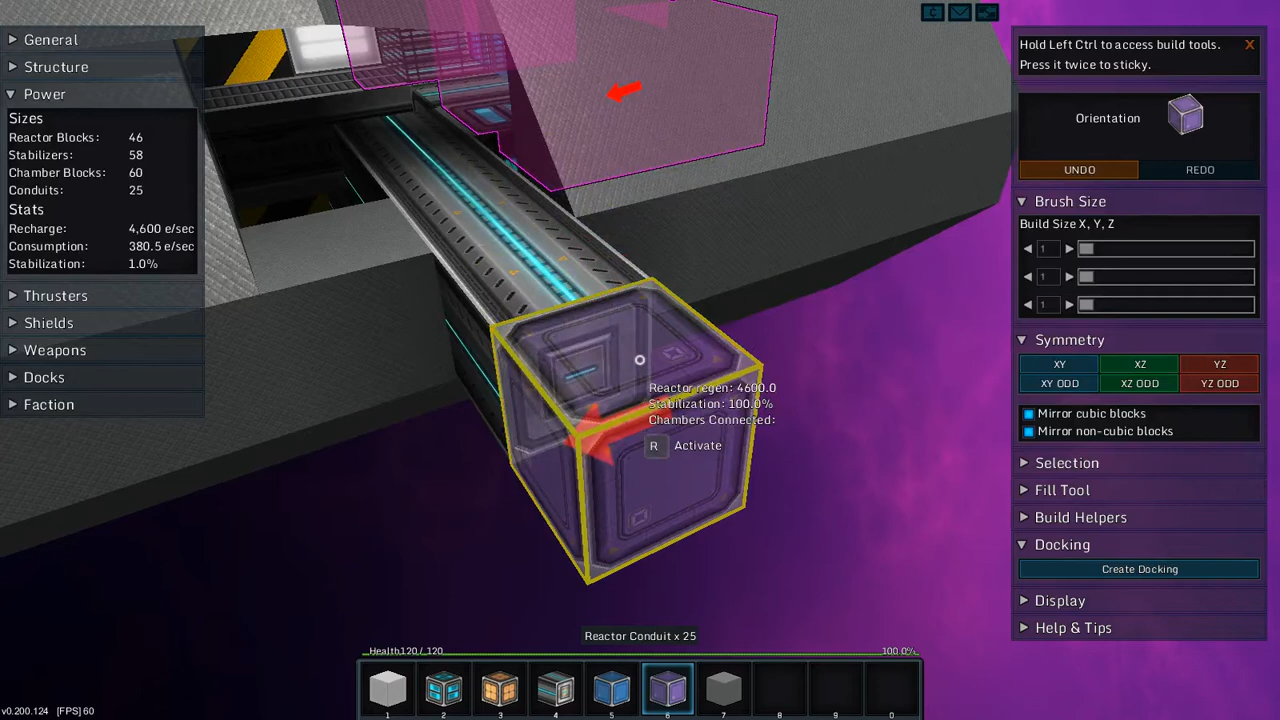 General
Structure
Power
Sizes
Reactor Blocks: 46
Stabilizers: 58
Chamber Blocks: 60
Conduits: 25
Stats
Recharge: 4,600 e/sec
Consumption: 380.5 e/sec
Stabilization: 1.0%
Thrusters
Shields
Weapons
Docks
Faction
Hold Left Ctrl to access build tools.
Press it twice to sticky.
X
Orientation
UNDO REDO
Brush Size
Build Size X, Y, Z
1
1
1
Symmetry
XY XZ YZ
XY ODD XZ ODD YZ ODD
Mirror cubic blocks
Mirror non-cubic blocks
Selection
Fill Tool
Build Helpers
Docking
Create Docking
Display
Help & Tips
Reactor regen: 4600.0
Stabilization: 100.0%
Chambers Connected:
R Activate
Reactor Conduit x 25
Health120 / 120 100.0%
1 2 3 4 5 6 7 8 9 0
v0.200.124 [FPS] 60